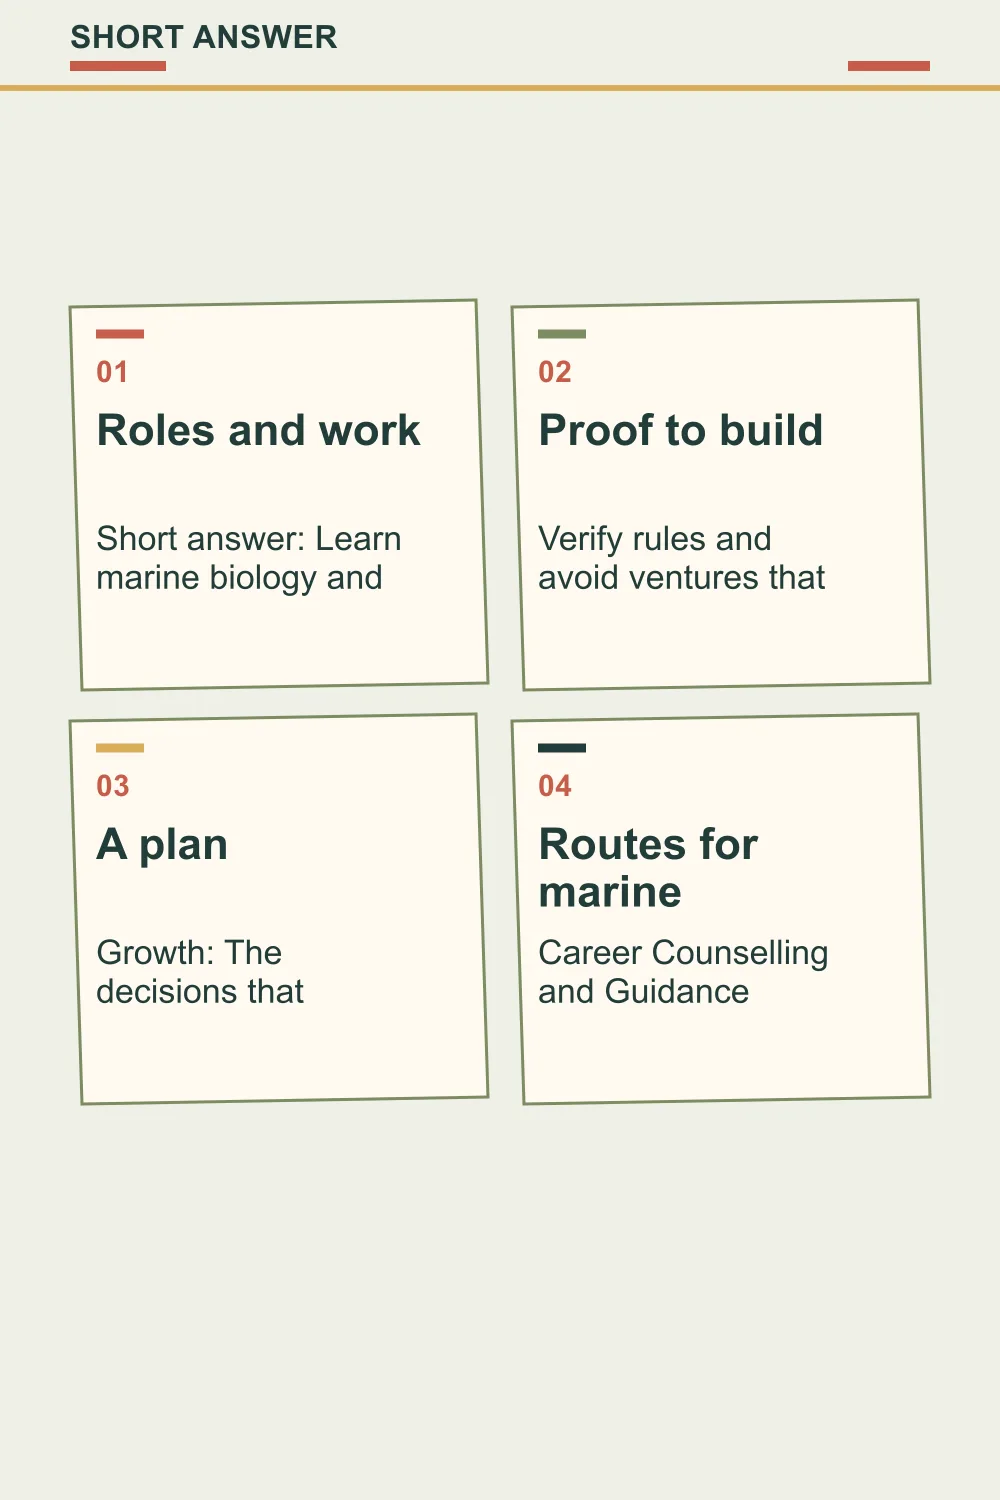 SHORT ANSWER
01
Roles and work
Short answer: Learn
marine biology and
02
Proof to build
Verify rules and
avoid ventures that
03
A plan
Growth: The
decisions that
04
Routes for
marine
Career Counselling
and Guidance